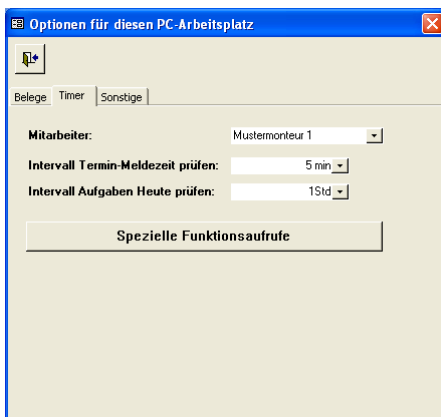 Optionen für diesen PC-Arbeitsplatz
Belege Timer Sonstige
Mitarbeiter: Mustermonteur 1
Intervall Termin-Meldezeit prüfen: 5 min
Intervall Aufgaben Heute prüfen: 1Std
Spezielle Funktionsaufrufe